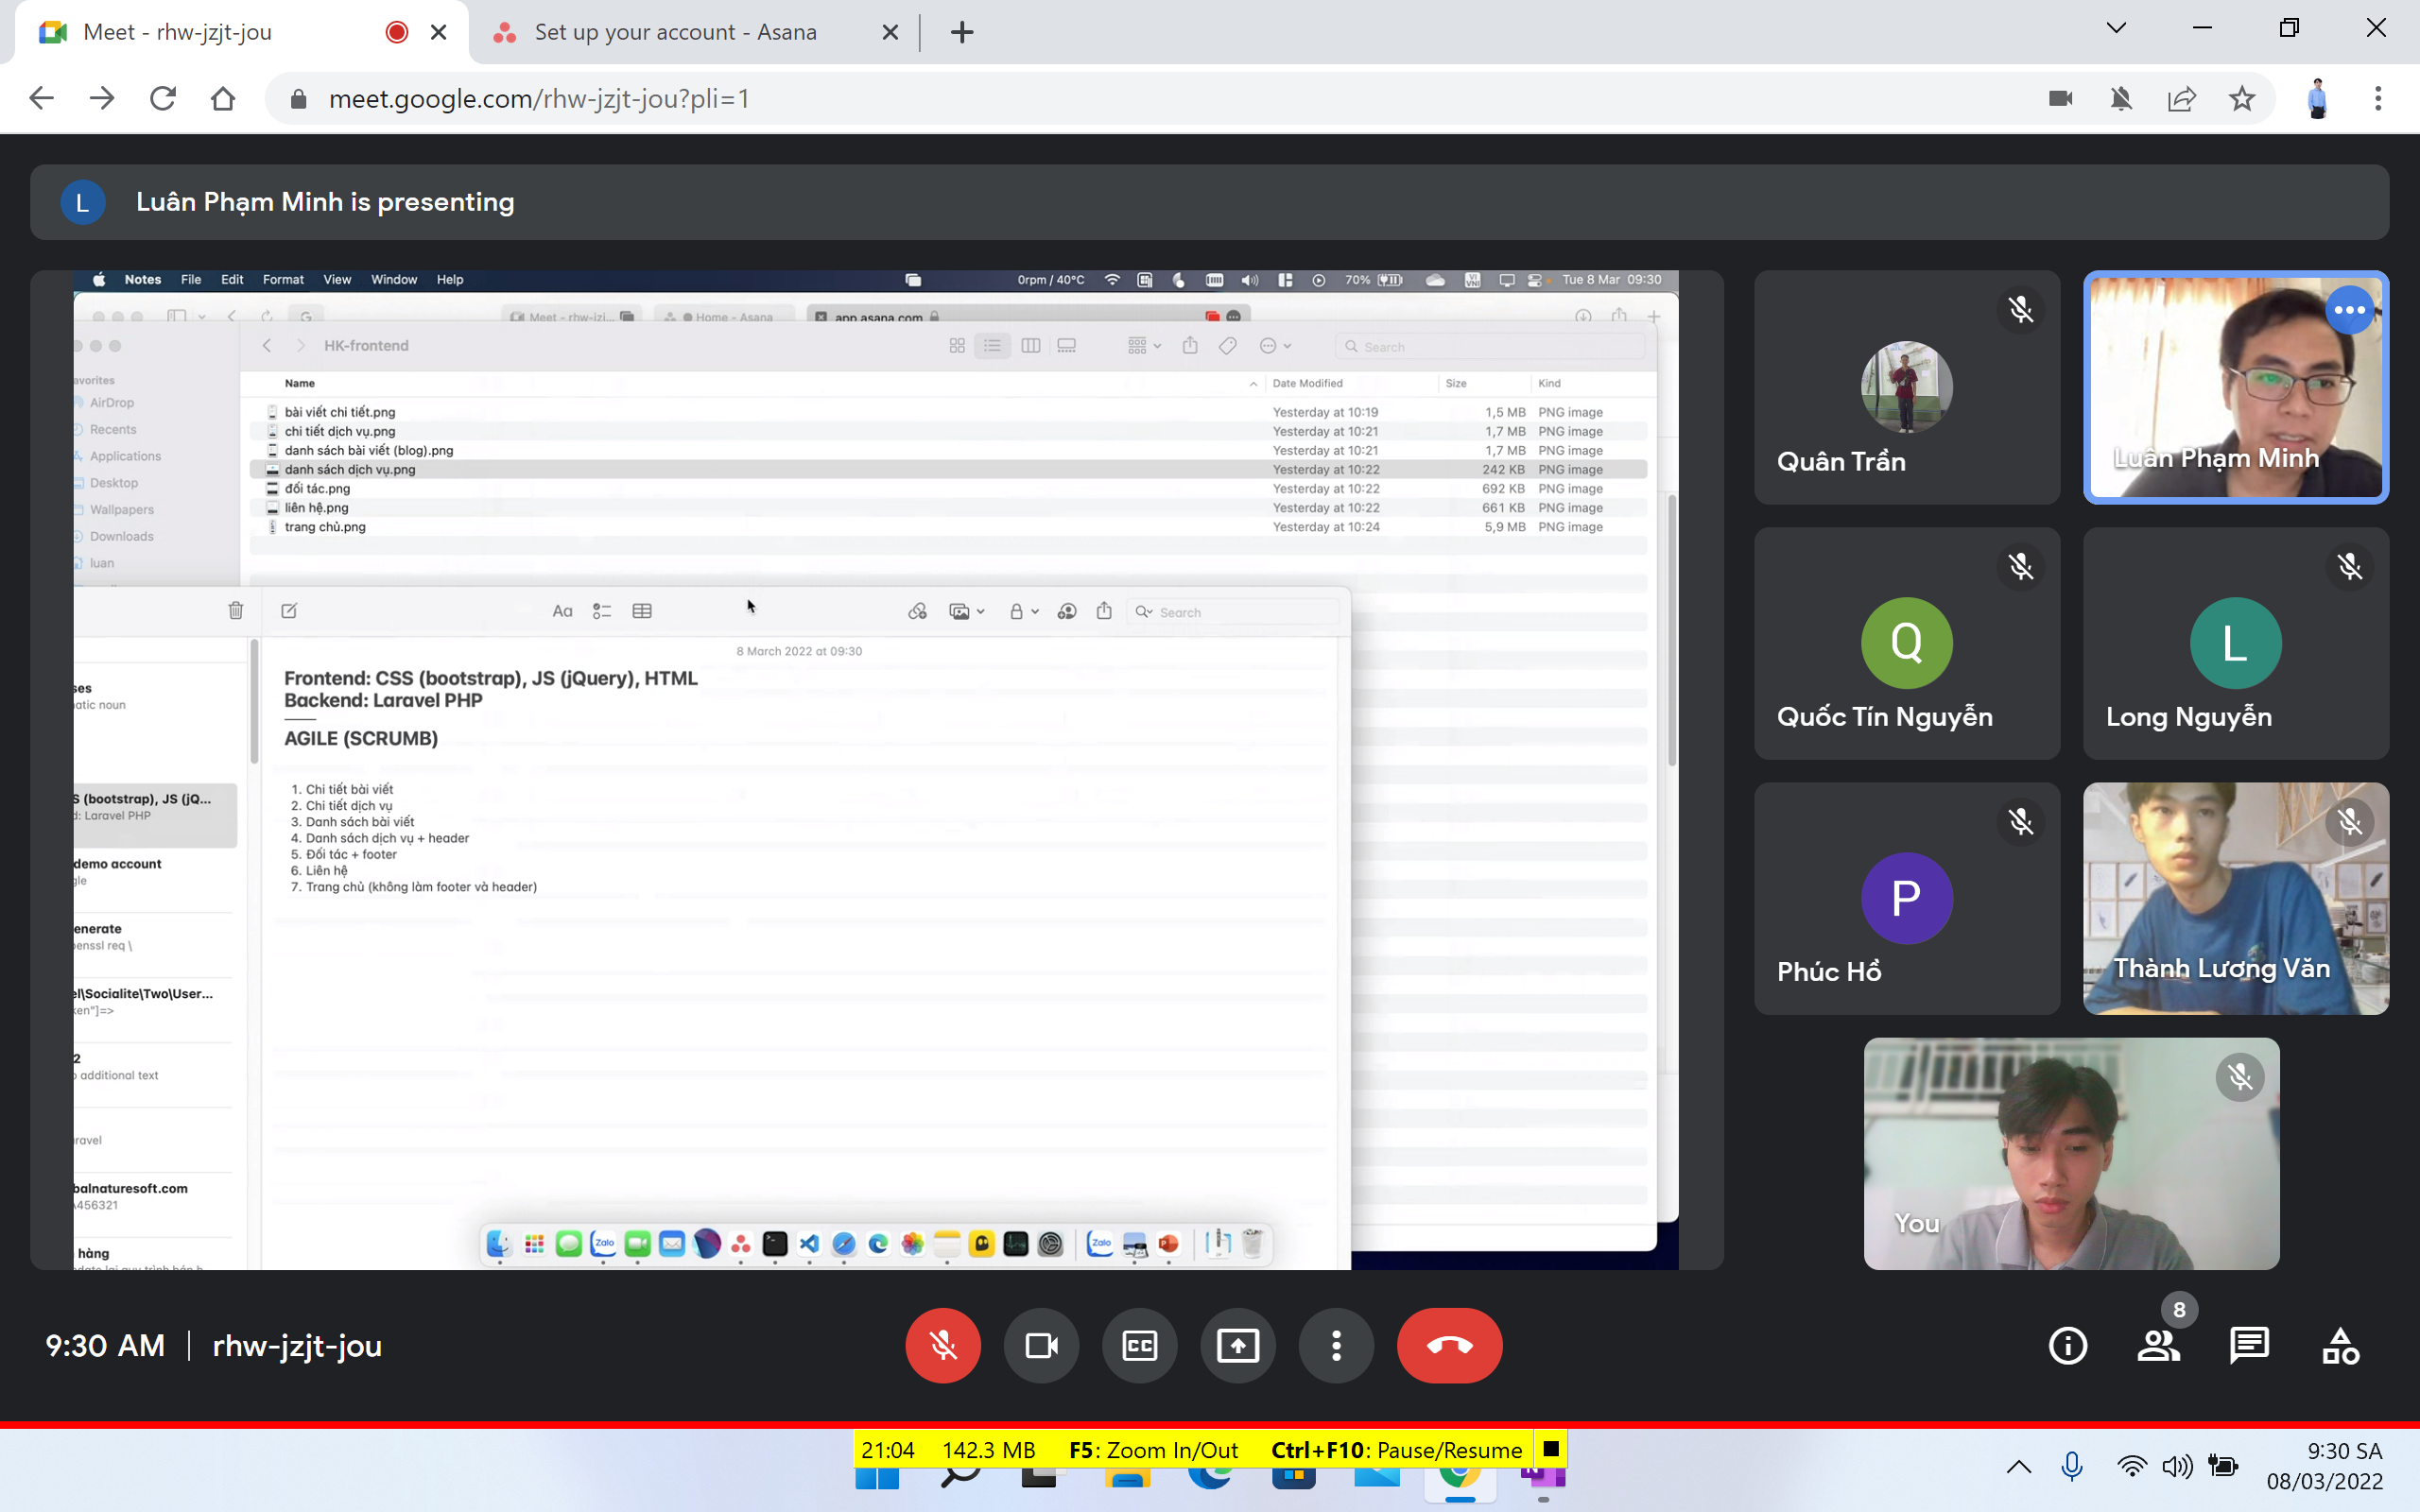 Meet - rhw-jzjt-jou
Set up your account - Asana
meet.google.com/rhw-jzjt-jou?pli=1
L
Luân Phạm Minh is presenting
Notes File Edit Format View Window Help
0rpm / 40°C
70%
Tue 8 Mar 09:30
Meet - rhw-jzj...
Home - Asana
app.asana.com
HK-frontend
Search
avorites
AirDrop
Recents
Applications
Desktop
Wallpapers
Downloads
luan
Name Date Modified Size Kind
bài viết chi tiết.png Yesterday at 10:19 1,5 MB PNG image
chi tiết dịch vụ.png Yesterday at 10:21 1,7 MB PNG image
danh sách bài viết (blog).png Yesterday at 10:21 1,7 MB PNG image
danh sách dịch vụ.png Yesterday at 10:22 242 KB PNG image
đối tác.png Yesterday at 10:22 692 KB PNG image
liên hệ.png Yesterday at 10:22 661 KB PNG image
trang chủ.png Yesterday at 10:24 5,9 MB PNG image
Aa
Search
8 March 2022 at 09:30
Frontend: CSS (bootstrap), JS (jQuery), HTML
Backend: Laravel PHP
AGILE (SCRUMB)
1. Chi tiết bài viết
2. Chi tiết dịch vụ
3. Danh sách bài viết
4. Danh sách dịch vụ + header
5. Đối tác + footer
6. Liên hệ
7. Trang chủ (không làm footer và header)
ses
atic noun
S (bootstrap), JS (jQ...
d: Laravel PHP
demo account
gle
enerate
enssl req \
el\Socialite\Two\User...
ken"]=>
2
additional text
ravel
balnaturesoft.com
A456321
hàng
Zalo
Zalo
Quân Trần
Luân Phạm Minh
Q
Quốc Tín Nguyễn
L
Long Nguyễn
P
Phúc Hồ
Thành Lương Văn
You
9:30 AM
rhw-jzjt-jou
CC
8
21:04 142.3 MB F5: Zoom In/Out Ctrl+F10: Pause/Resume
9:30 SA
08/03/2022